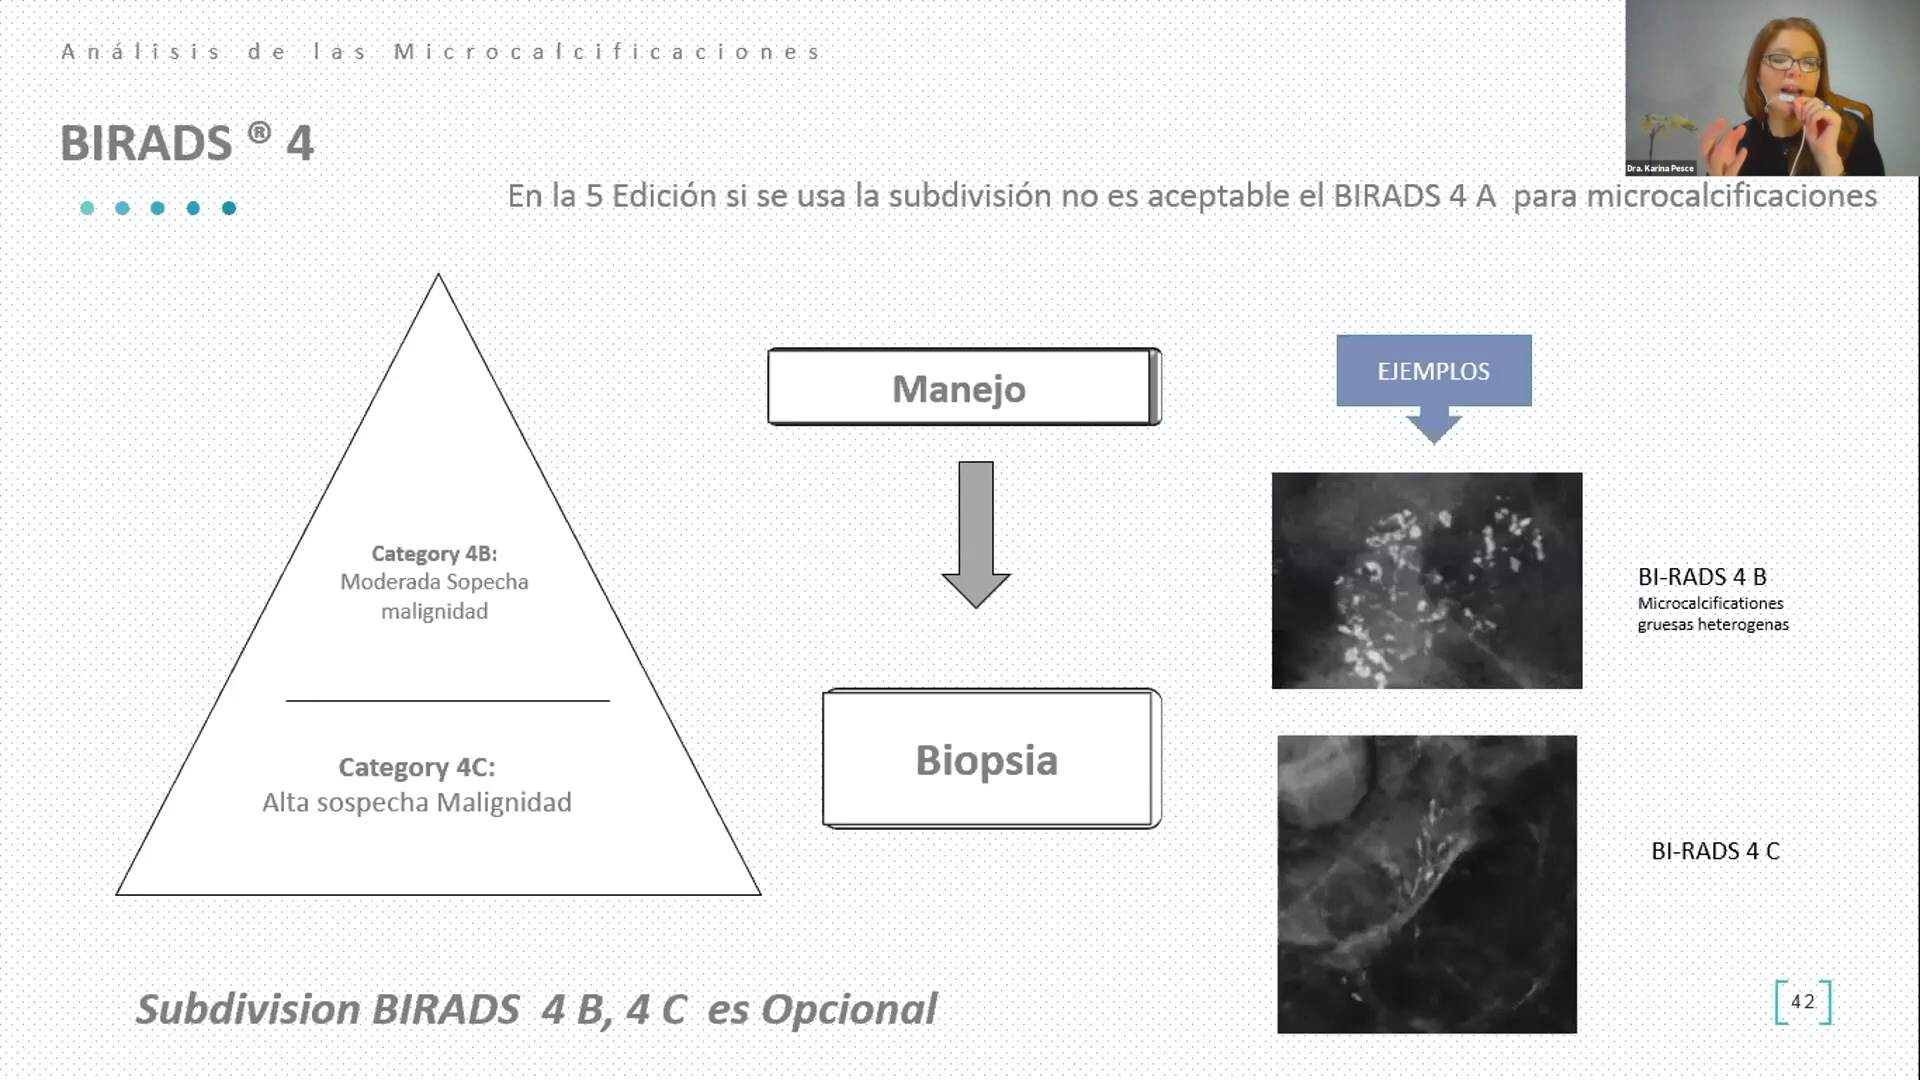 Análisis de las Microcalcificaciones
Dra. Karina Pesce
BIRADS ® 4
En la 5 Edición si se usa la subdivisión no es aceptable el BIRADS 4 A para microcalcificaciones
Manejo
EJEMPLOS
Category 4B:
Moderada Sopecha
malignidad
BI-RADS 4 B
Microcalcificationes
gruesas heterogenas
Category 4C:
Alta sospecha Malignidad
Biopsia
BI-RADS 4 C
Subdivision BIRADS 4 B, 4 C es Opcional
42